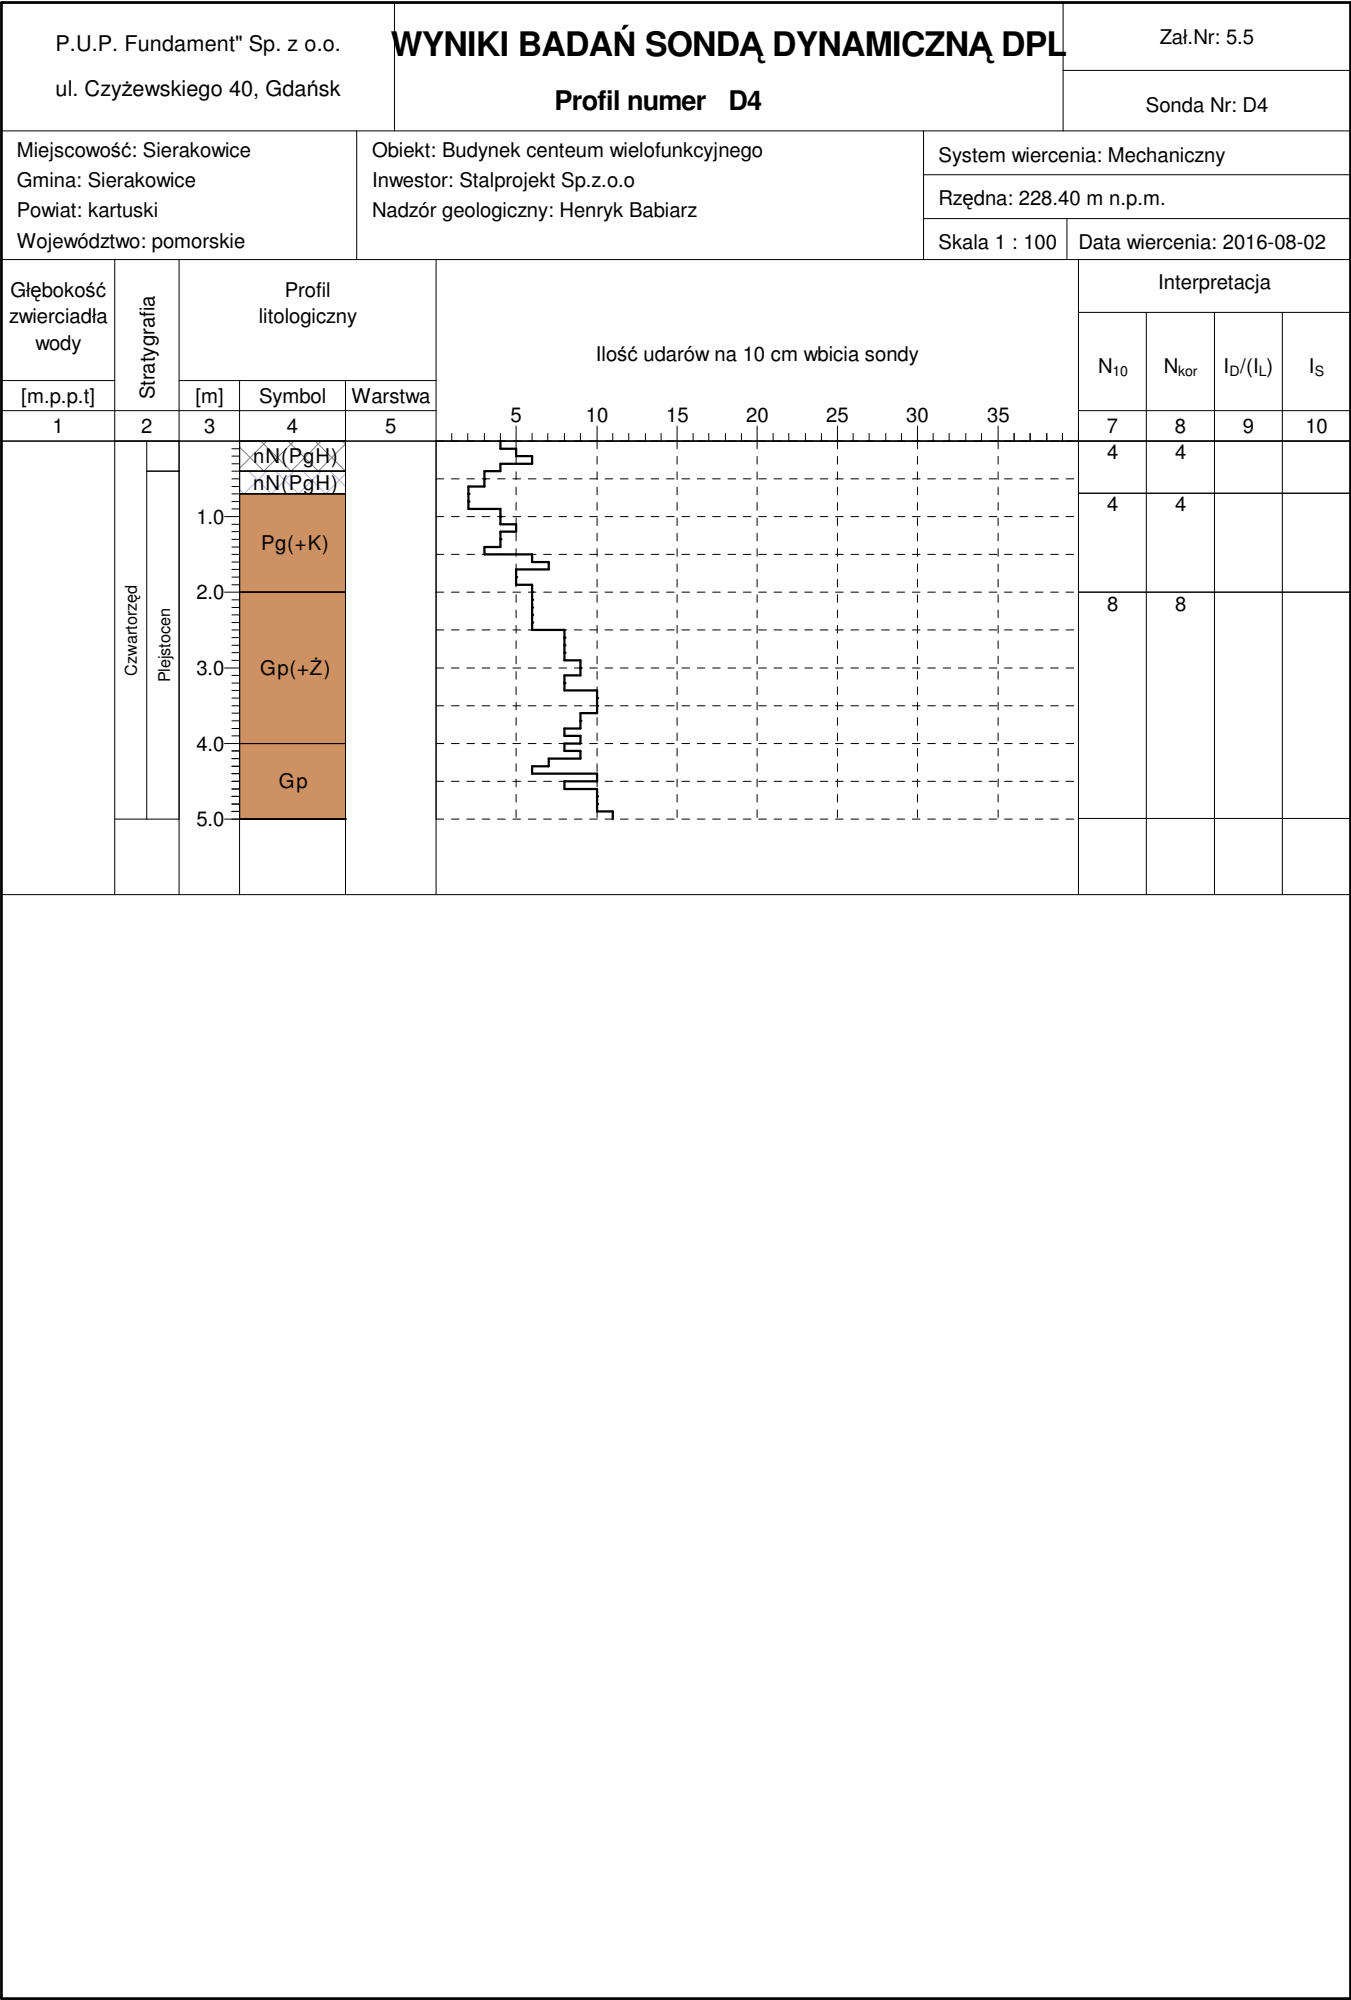 P.U.P. Fundament" Sp. z o.o.
ul. Czyżewskiego 40, Gdańsk
WYNIKI BADAŃ SONDĄ DYNAMICZNĄ DPL
Profil numer D4
Zał.Nr: 5.5
Sonda Nr: D4
Miejscowość: Sierakowice
Gmina: Sierakowice
Powiat: kartuski
Województwo: pomorskie
Obiekt: Budynek centeum wielofunkcyjnego
Inwestor: Stalprojekt Sp.z.o.o
Nadzór geologiczny: Henryk Babiarz
System wiercenia: Mechaniczny
Rzędna: 228.40 m n.p.m.
Skala 1 : 100
Data wiercenia: 2016-08-02
Głębokość
zwierciadła
wody
[m.p.p.t]
Stratygrafia
Profil
litologiczny
[m]
Symbol
Warstwa
Ilość udarów na 10 cm wbicia sondy
5 10 15 20 25 30 35
Interpretacja
N10
Nkor
ID/(IL)
IS
1 2 3 4 5
7 8 9 10
Czwartorzęd
Plejstocen
nN(PgH)
nN(PgH)
4 4
1.0
Pg(+K)
4 4
2.0
8 8
3.0
Gp(+Ż)
4.0
Gp
5.0